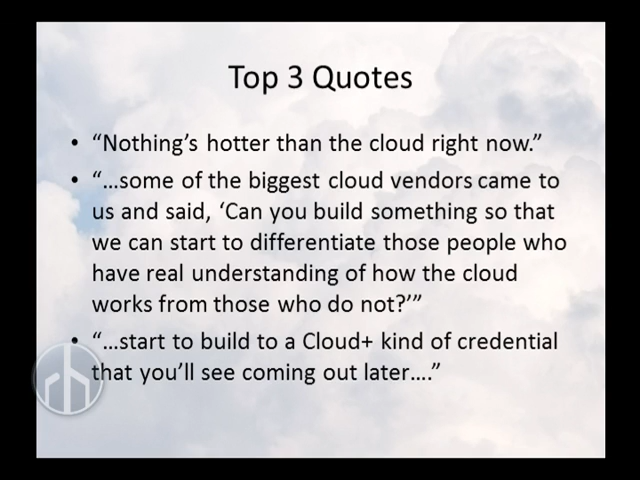 Top 3 Quotes
• “Nothing’s hotter than the cloud right now.”
• “…some of the biggest cloud vendors came to
us and said, ‘Can you build something so that
we can start to differentiate those people who
have real understanding of how the cloud
works from those who do not?’”
• “…start to build to a Cloud+ kind of credential
that you’ll see coming out later….”
rh